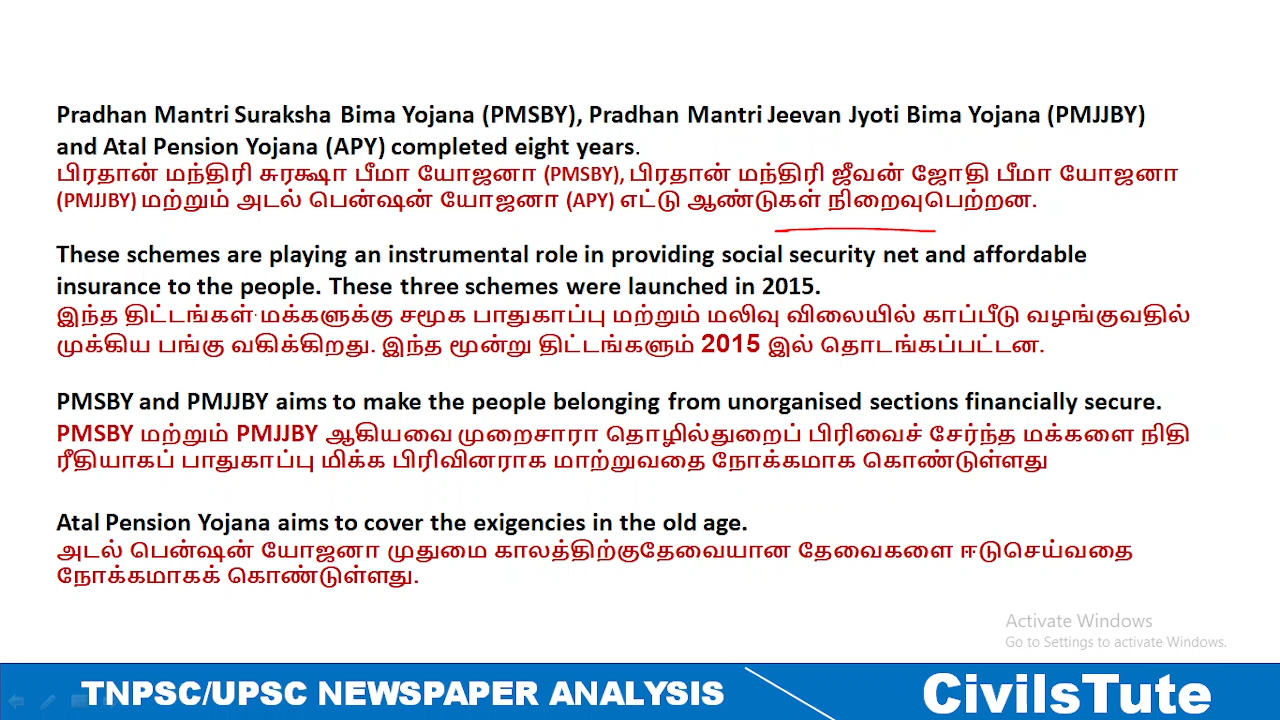 Pradhan Mantri Suraksha Bima Yojana (PMSBY), Pradhan Mantri Jeevan Jyoti Bima Yojana (PMJJBY)
and Atal Pension Yojana (APY) completed eight years.
பிரதான் மந்திரி சுரக்ஷா பீமா யோஜனா (PMSBY), பிரதான் மந்திரி ஜீவன் ஜோதி பீமா யோஜனா
(PMJJBY) மற்றும் அடல் பென்ஷன் யோஜனா (APY) எட்டு ஆண்டுகள் நிறைவுபெற்றன.
These schemes are playing an instrumental role in providing social security net and affordable
insurance to the people. These three schemes were launched in 2015.
இந்த திட்டங்கள் மக்களுக்கு சமூக பாதுகாப்பு மற்றும் மலிவு விலையில் காப்பீடு வழங்குவதில்
முக்கிய பங்கு வகிக்கிறது. இந்த மூன்று திட்டங்களும் 2015 இல் தொடங்கப்பட்டன.
PMSBY and PMJJBY aims to make the people belonging from unorganised sections financially secure.
PMSBY மற்றும் PMJJBY ஆகியவை முறைசாரா தொழில்துறைப் பிரிவைச் சேர்ந்த மக்களை நிதி
ரீதியாகப் பாதுகாப்பு மிக்க பிரிவினராக மாற்றுவதை நோக்கமாக கொண்டுள்ளது
Atal Pension Yojana aims to cover the exigencies in the old age.
அடல் பென்ஷன் யோஜனா முதுமை காலத்திற்குதேவையான தேவைகளை ஈடுசெய்வதை
நோக்கமாகக் கொண்டுள்ளது.
Activate Windows
Go to Settings to activate Windows.
TNPSC/UPSC NEWSPAPER ANALYSIS
CivilsTute